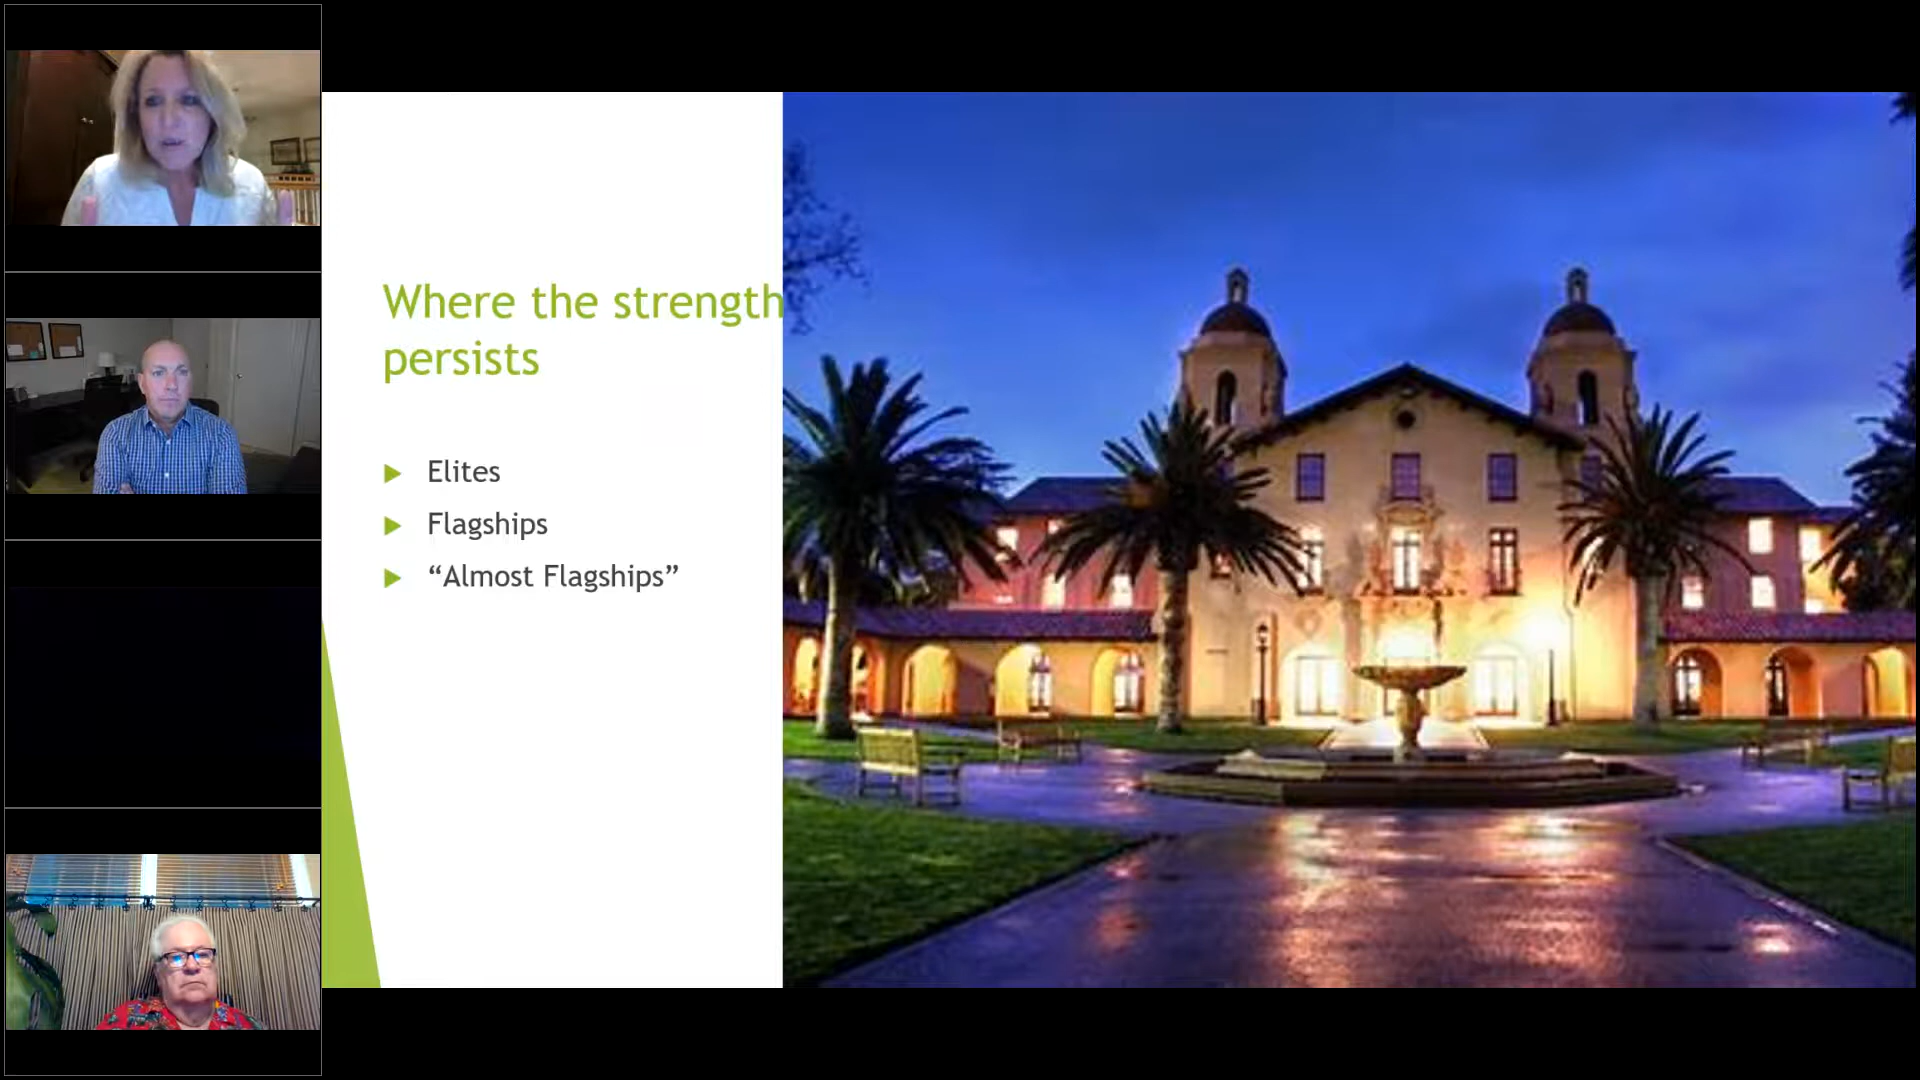 Where the strength
persists
Elites
Flagships
“Almost Flagships”